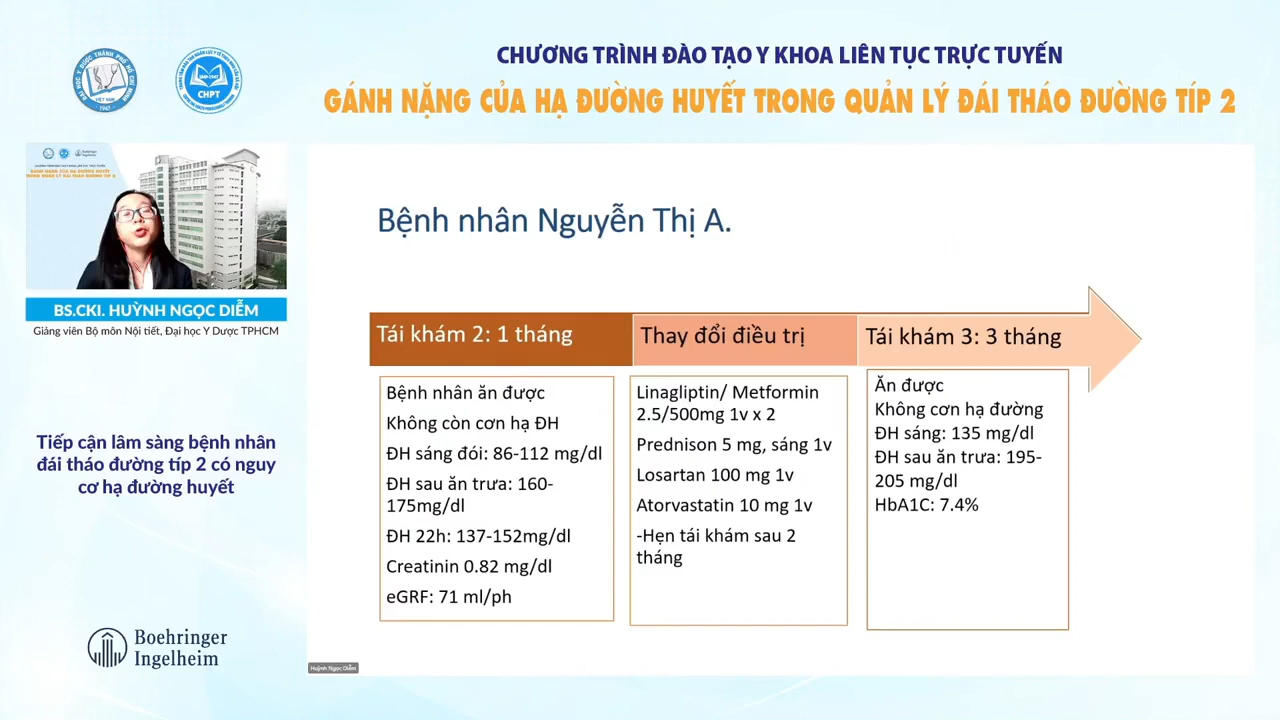 CHƯƠNG TRÌNH ĐÀO TẠO Y KHOA LIÊN TỤC TRỰC TUYẾN
GÁNH NẶNG CỦA HẠ ĐƯỜNG HUYẾT TRONG QUẢN LÝ ĐÁI THÁO ĐƯỜNG TÍP 2
CHPT
BS.CKI. HUỲNH NGỌC DIỄM
Giảng viên Bộ môn Nội tiết, Đại học Y Dược TPHCM
Tiếp cận lâm sàng bệnh nhân
đái tháo đường típ 2 có nguy
cơ hạ đường huyết
Boehringer
Ingelheim
Bệnh nhân Nguyễn Thị A.
Tái khám 2: 1 tháng
Bệnh nhân ăn được
Không còn cơn hạ ĐH
ĐH sáng đói: 86-112 mg/dl
ĐH sau ăn trưa: 160-
175mg/dl
ĐH 22h: 137-152mg/dl
Creatinin 0.82 mg/dl
eGRF: 71 ml/ph
Thay đổi điều trị
Linagliptin/ Metformin
2.5/500mg 1v x 2
Prednison 5 mg, sáng 1v
Losartan 100 mg 1v
Atorvastatin 10 mg 1v
-Hẹn tái khám sau 2
tháng
Tái khám 3: 3 tháng
Ăn được
Không cơn hạ đường
ĐH sáng: 135 mg/dl
ĐH sau ăn trưa: 195-
205 mg/dl
HbA1C: 7.4%
Huỳnh Ngọc Diễm